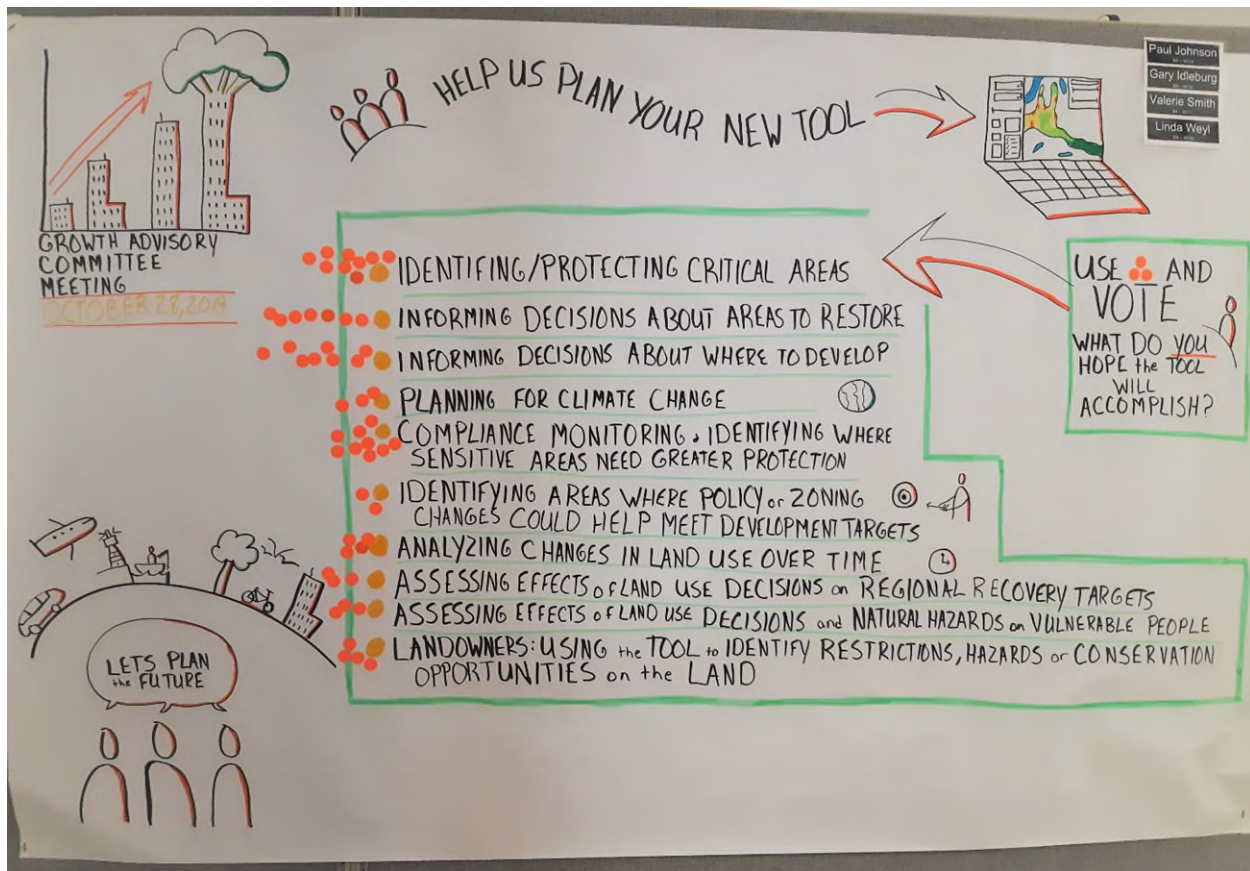 HELP US PLAN YOUR NEW TOOL
Paul Johnson
Gary Idleburg
Valerie Smith
Linda Weyl
GROWTH ADVISORY
COMMITTEE
MEETING
OCTOBER 28, 2019
USE AND
VOTE
WHAT DO YOU
HOPE the TOOL
WILL
ACCOMPLISH?
IDENTIFING/PROTECTING CRITICAL AREAS
INFORMING DECISIONS ABOUT AREAS TO RESTORE
INFORMING DECISIONS ABOUT WHERE TO DEVELOP
PLANNING FOR CLIMATE CHANGE
COMPLIANCE MONITORING & IDENTIFYING WHERE
SENSITIVE AREAS NEED GREATER PROTECTION
IDENTIFYING AREAS WHERE POLICY or ZONING
CHANGES COULD HELP MEET DEVELOPMENT TARGETS
ANALYZING CHANGES IN LAND USE OVER TIME
ASSESSING EFFECTS of LAND USE DECISIONS on REGIONAL RECOVERY TARGETS
ASSESSING EFFECTS of LAND USE DECISIONS and NATURAL HAZARDS on VULNERABLE PEOPLE
LANDOWNERS: USING the TOOL to IDENTIFY RESTRICTIONS, HAZARDS or CONSERVATION
OPPORTUNITIES on the LAND
LETS PLAN
the FUTURE